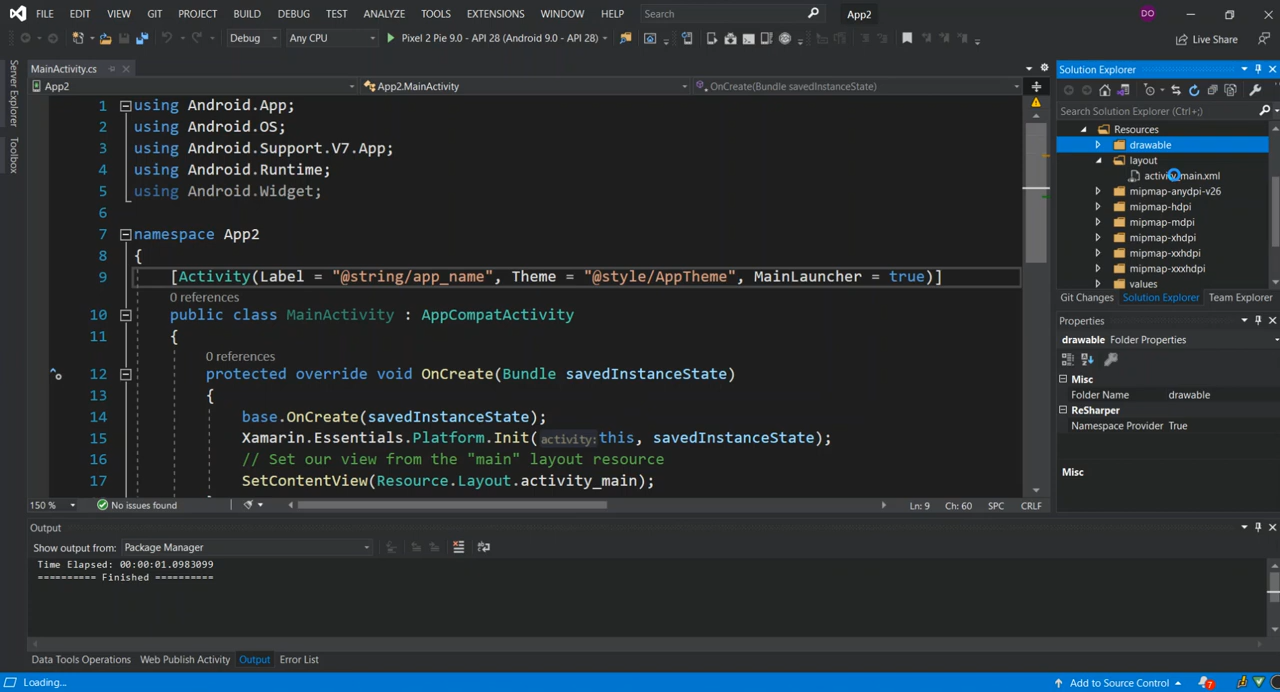 FILE EDIT VIEW GIT PROJECT BUILD DEBUG TEST ANALYZE TOOLS EXTENSIONS WINDOW HELP Search App2 DO
Debug Any CPU Pixel 2 Pie 9.0 - API 28 (Android 9.0 - API 28) Live Share
Server Explorer
Toolbox
MainActivity.cs
App2 App2.MainActivity OnCreate(Bundle savedInstanceState)
1 using Android.App;
2 using Android.OS;
3 using Android.Support.V7.App;
4 using Android.Runtime;
5 using Android.Widget;
6
7 namespace App2
8 {
9 [Activity(Label = "@string/app_name", Theme = "@style/AppTheme", MainLauncher = true)]
0 references
10 public class MainActivity : AppCompatActivity
11 {
0 references
12 protected override void OnCreate(Bundle savedInstanceState)
13 {
14 base.OnCreate(savedInstanceState);
15 Xamarin.Essentials.Platform.Init(activity: this, savedInstanceState);
16 // Set our view from the "main" layout resource
17 SetContentView(Resource.Layout.activity_main);
150 % No issues found Ln: 9 Ch: 60 SPC CRLF
Solution Explorer
Search Solution Explorer (Ctrl+;)
Resources
drawable
layout
activity_main.xml
mipmap-anydpi-v26
mipmap-hdpi
mipmap-mdpi
mipmap-xhdpi
mipmap-xxhdpi
mipmap-xxxhdpi
values
Git Changes Solution Explorer Team Explorer
Properties
drawable Folder Properties
Misc
Folder Name drawable
ReSharper
Namespace Provider True
Misc
Output
Show output from: Package Manager
Time Elapsed: 00:00:01.0983099
========== Finished ==========
Data Tools Operations Web Publish Activity Output Error List
Loading... Add to Source Control 7